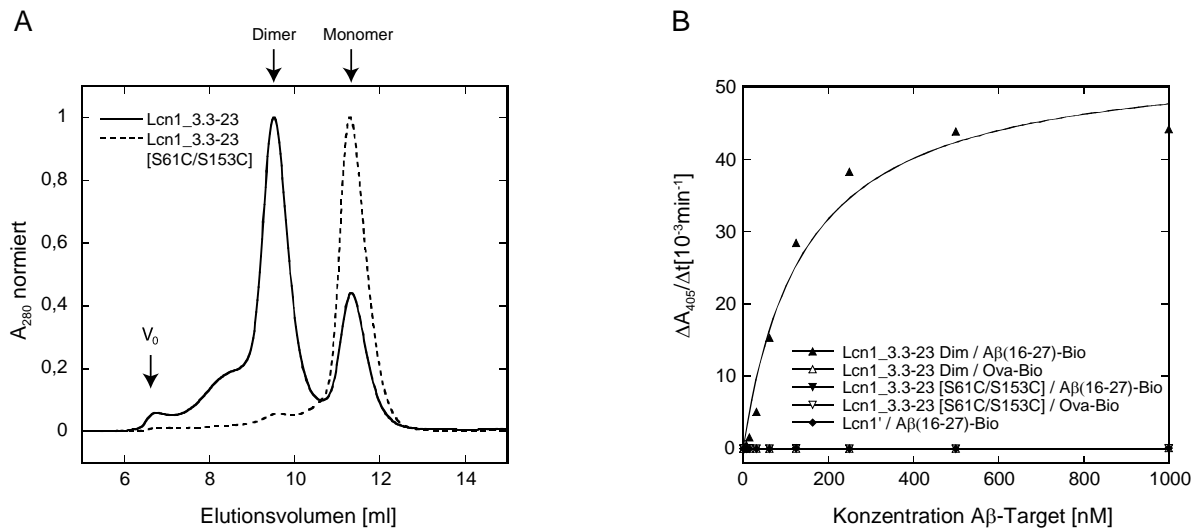 A
Dimer
Monomer
1
0,8
0,6
0,4
0,2
0
Lcn1_3.3-23
Lcn1_3.3-23
[S61C/S153C]
V0
A280 normiert
6
8
10
12
14
Elutionsvolumen [ml]
B
50
40
30
20
10
0
ΔA405/Δt[10-3min-1]
Lcn1_3.3-23 Dim / Aβ(16-27)-Bio
Lcn1_3.3-23 Dim / Ova-Bio
Lcn1_3.3-23 [S61C/S153C] / Aβ(16-27)-Bio
Lcn1_3.3-23 [S61C/S153C] / Ova-Bio
Lcn1' / Aβ(16-27)-Bio
0
200
400
600
800
1000
Konzentration Aβ-Target [nM]